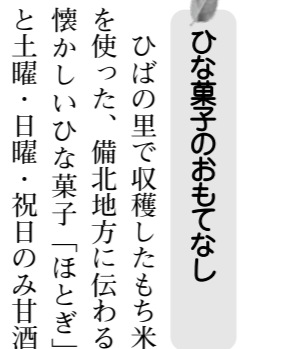 ひな菓子のおもてなし
ひばの里で収穫したもち米
を使った、備北地方に伝わる
懐かしいひな菓子「ほとぎ」
と土曜・日曜・祝日のみ甘酒